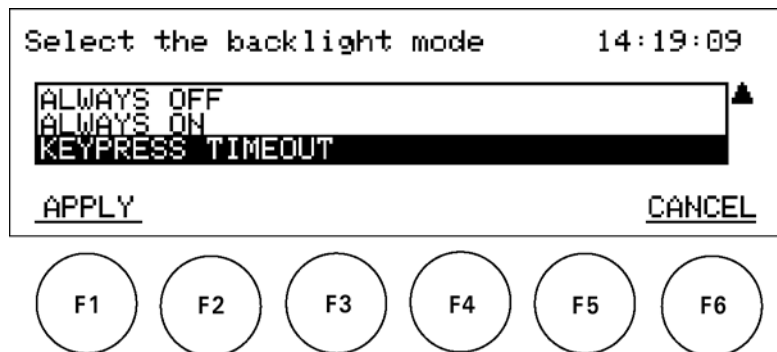 Select the backlight mode 14:19:09
ALWAYS OFF
ALWAYS ON
KEYPRESS TIMEOUT
APPLY CANCEL
F1 F2 F3 F4 F5 F6